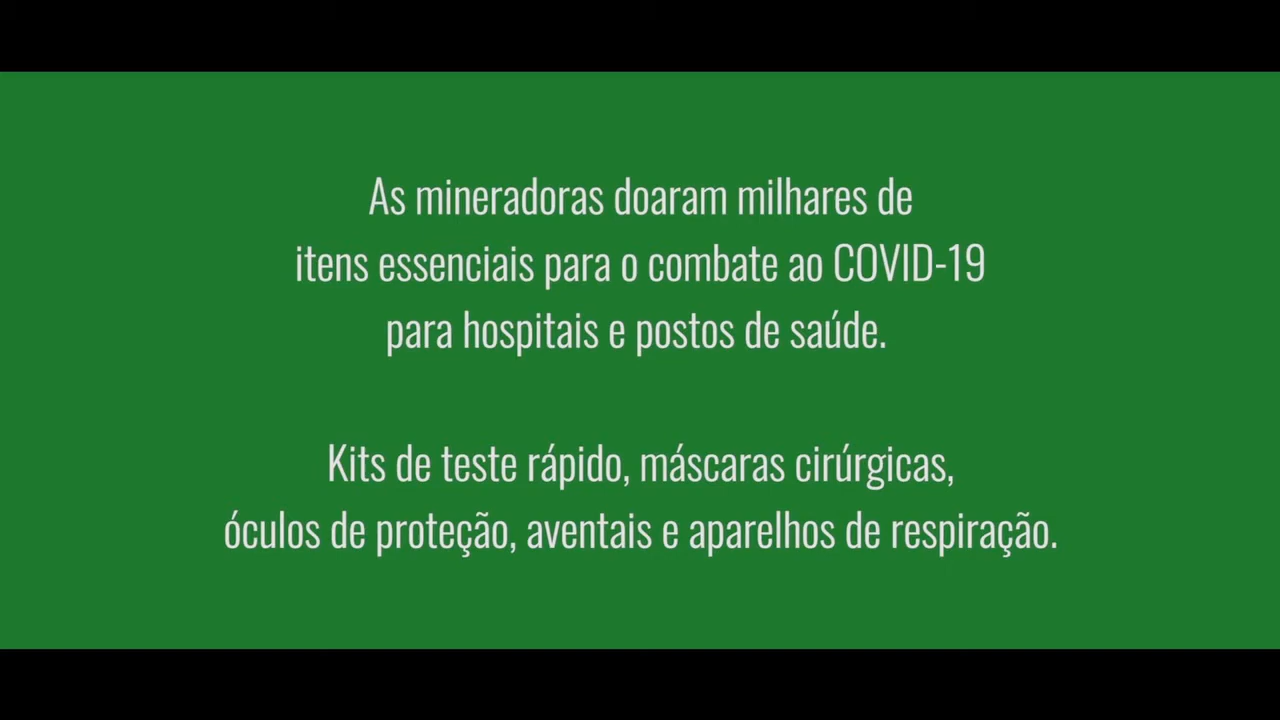 As mineradoras doaram milhares de
itens essenciais para o combate ao COVID-19
para hospitais e postos de saúde.
Kits de teste rápido, máscaras cirúrgicas,
óculos de proteção, aventais e aparelhos de respiração.